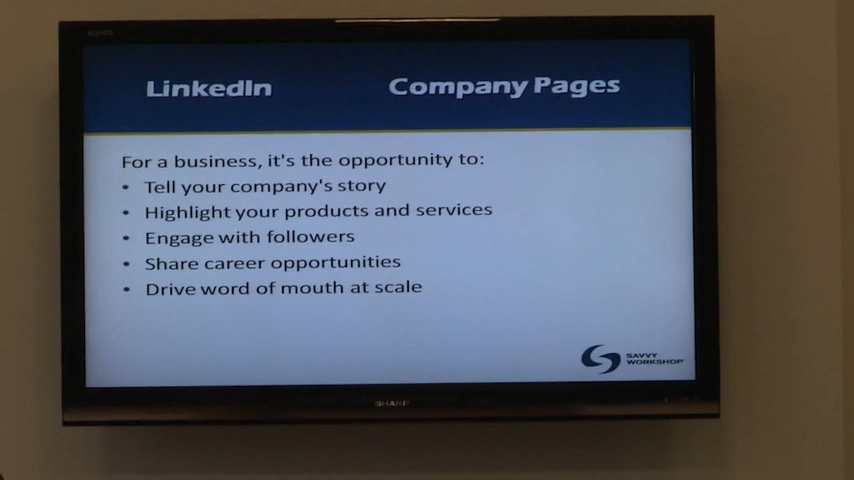 LinkedIn Company Pages
For a business, it's the opportunity to:
• Tell your company's story
• Highlight your products and services
• Engage with followers
• Share career opportunities
• Drive word of mouth at scale
SAVVY
WORKSHOP
SHARP